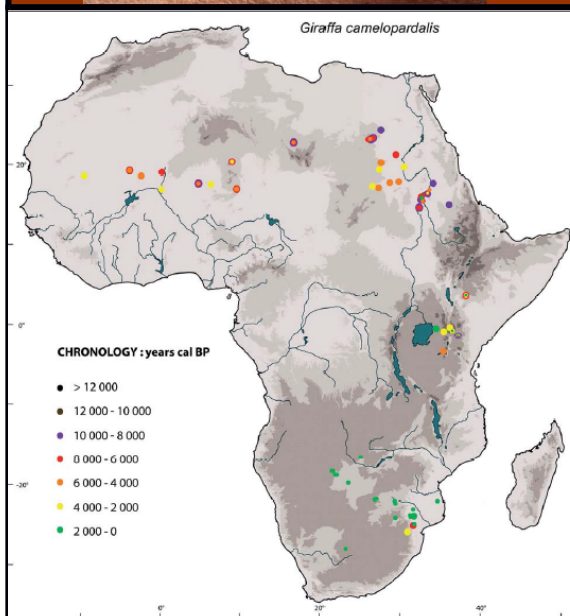 Giraffa camelopardalis
20'
0'
CHRONOLOGY : years cal BP
> 12 000
12 000 - 10 000
10 000 - 8 000
8 000 - 6 000
6 000 - 4 000
4 000 - 2 000
2 000 - 0
-20'
0'
20'
40'